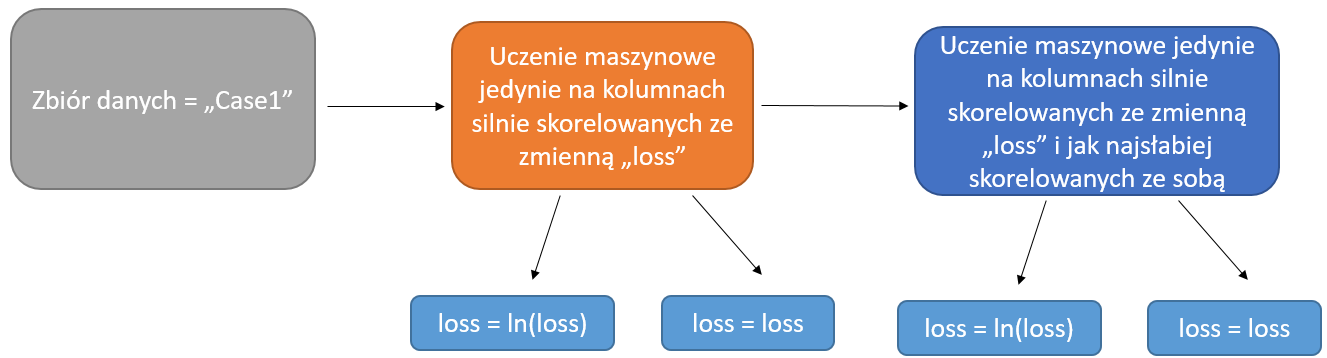 Zbiór danych = „Case1”
Uczenie maszynowe
jedynie na kolumnach
silnie skorelowanych ze
zmienną „loss”
Uczenie maszynowe jedynie
na kolumnach silnie
skorelowanych ze zmienną
„loss” i jak najsłabiej
skorelowanych ze sobą
loss = ln(loss)
loss = loss
loss = ln(loss)
loss = loss